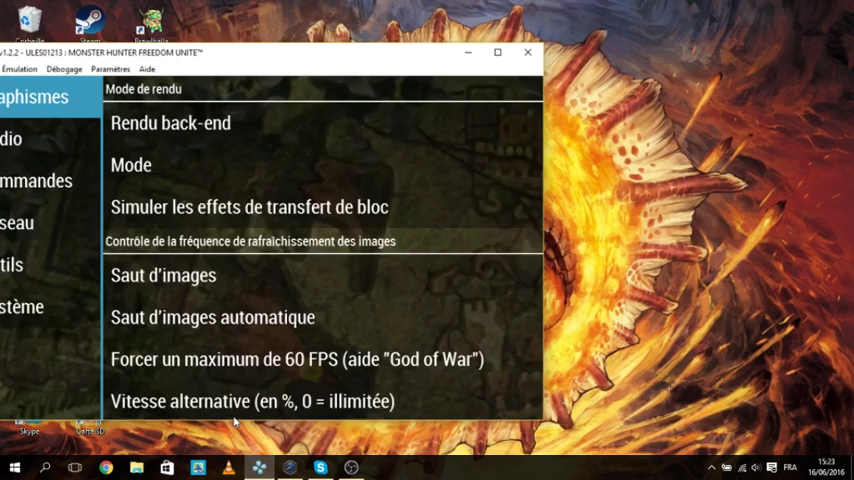 Corbeille Steam Brawlhalla
v1.2.2 - ULES01213 : MONSTER HUNTER FREEDOM UNITE™
Émulation Débogage Paramètres Aide
aphismes
dio
mmandes
seau
tils
stème
Mode de rendu
Rendu back-end
Mode
Simuler les effets de transfert de bloc
Contrôle de la fréquence de rafraîchissement des images
Saut d'images
Saut d'images automatique
Forcer un maximum de 60 FPS (aide "God of War")
Vitesse alternative (en %, 0 = illimitée)
Skype
FRA
15:23
16/06/2016